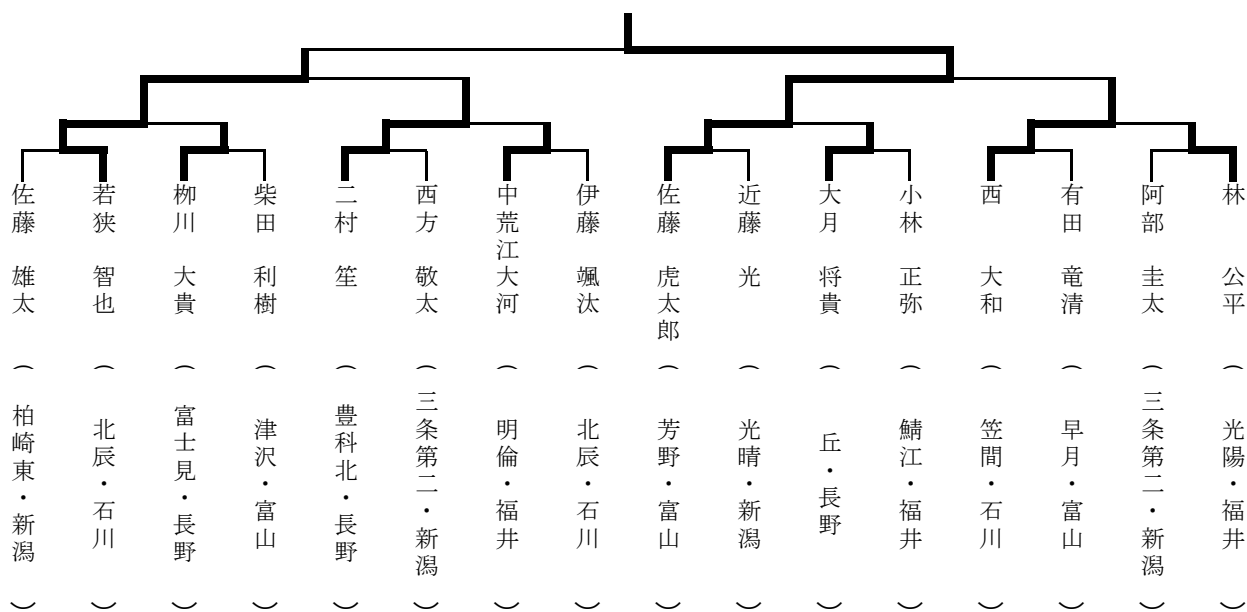 佐藤 雄太 （柏崎東・新潟）
若狭 智也 （北辰・石川）
栁川 大貴 （富士見・長野）
柴田 利樹 （津沢・富山）
二村 笙 （豊科北・長野）
西方 敬太 （三条第二・新潟）
中荒江大河 （明倫・福井）
伊藤 颯汰 （北辰・石川）
佐藤 虎太郎 （芳野・富山）
近藤 光 （光晴・新潟）
大月 将貴 （丘・長野）
小林 正弥 （鯖江・福井）
西 大和 （笠間・石川）
有田 竜清 （早月・富山）
阿部 圭太 （三条第二・新潟）
林 公平 （光陽・福井）